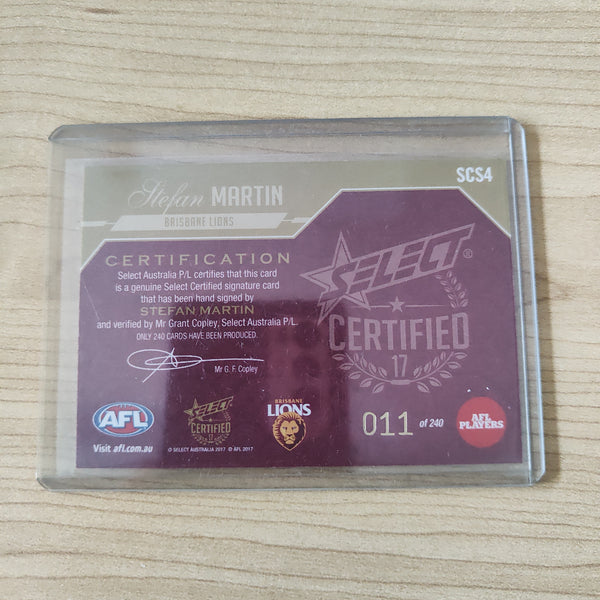 SCS4
Stefan MARTIN
BRISBANE LIONS
CERTIFICATION
Select Australia P/L certifies that this card
is a genuine Select Certified signature card
that has been hand signed by
STEFAN MARTIN
and verified by Mr Grant Copley, Select Australia P/L.
ONLY 240 CARDS HAVE BEEN PRODUCED.
Mr G. F. Copley
SELECT®
CERTIFIED
17
AFL
Visit afl.com.au
SELECT
CERTIFIED
17
© SELECT AUSTRALIA 2017 © AFL 2017
BRISBANE
LIONS
011 of 240
AFL
PLAYERS